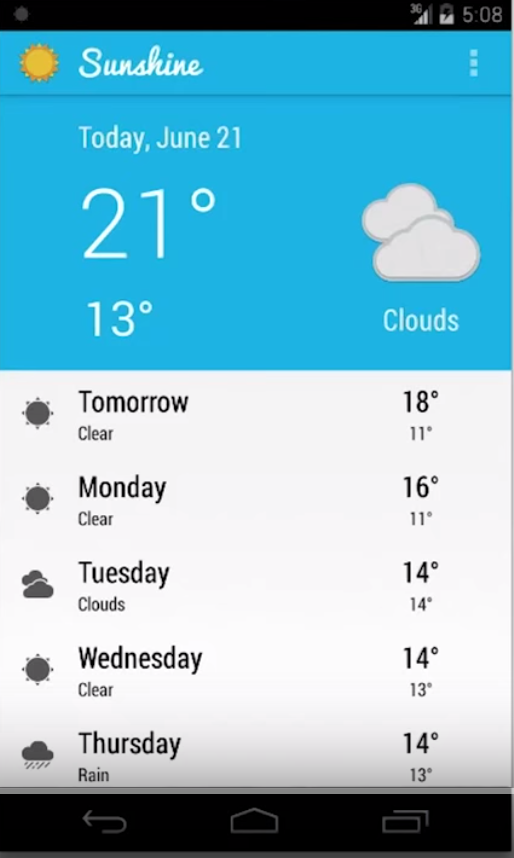 3G 5:08
Sunshine
Today, June 21
21°
13°
Clouds
Tomorrow 18°
Clear 11°
Monday 16°
Clear 11°
Tuesday 14°
Clouds 14°
Wednesday 14°
Clear 13°
Thursday 14°
Rain 13°